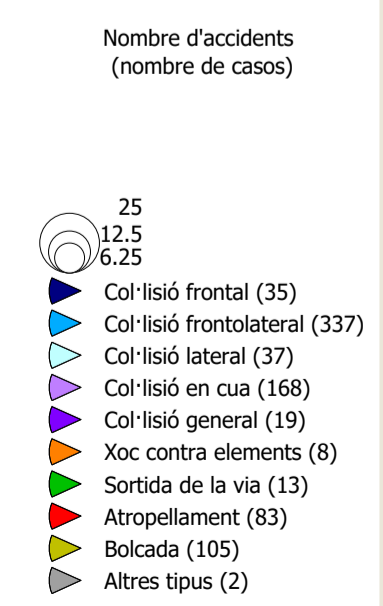 Nombre d'accidents
(nombre de casos)
25
12.5
6.25
Col·lisió frontal (35)
Col·lisió frontolateral (337)
Col·lisió lateral (37)
Col·lisió en cua (168)
Col·lisió general (19)
Xoc contra elements (8)
Sortida de la via (13)
Atropellament (83)
Bolcada (105)
Altres tipus (2)